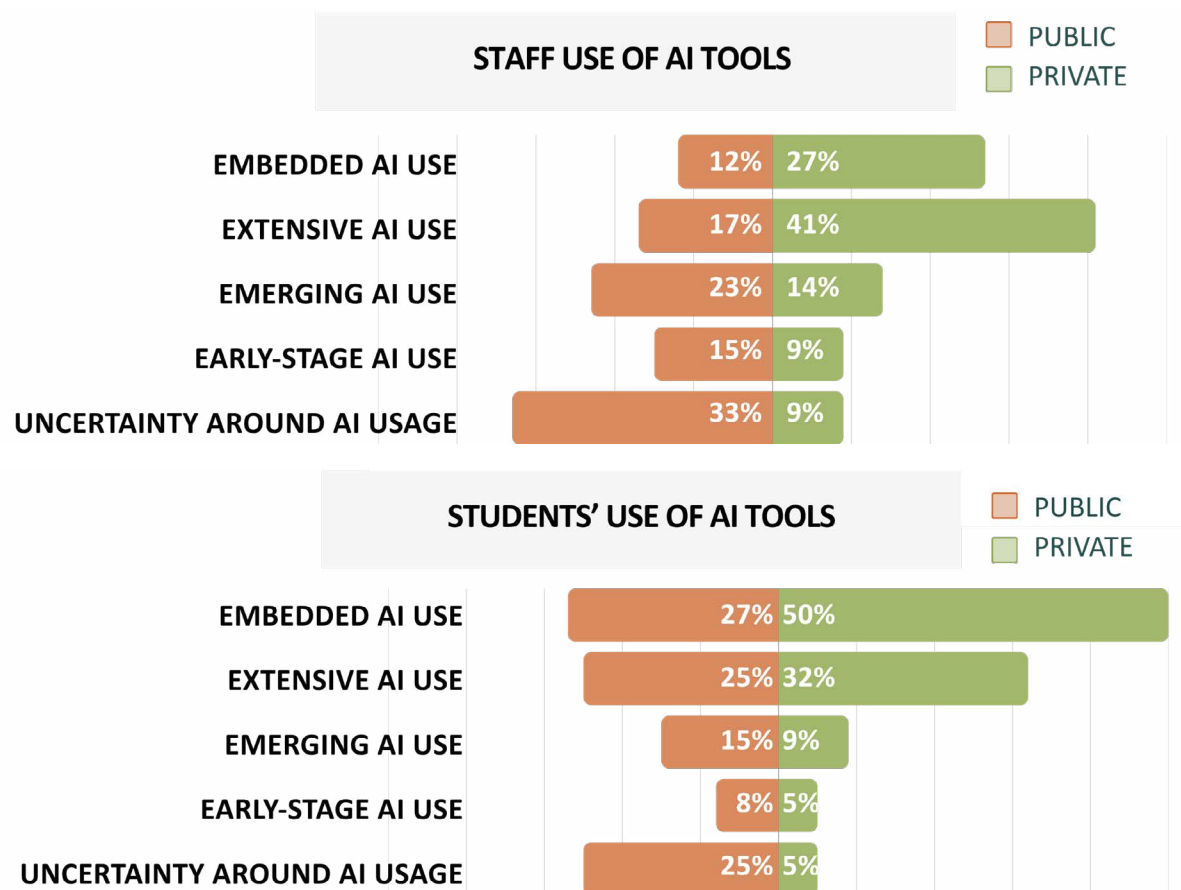 STAFF USE OF AI TOOLS
PUBLIC
PRIVATE
EMBEDDED AI USE 12% 27%
EXTENSIVE AI USE 17% 41%
EMERGING AI USE 23% 14%
EARLY-STAGE AI USE 15% 9%
UNCERTAINTY AROUND AI USAGE 33% 9%
STUDENTS’ USE OF AI TOOLS
PUBLIC
PRIVATE
EMBEDDED AI USE 27% 50%
EXTENSIVE AI USE 25% 32%
EMERGING AI USE 15% 9%
EARLY-STAGE AI USE 8% 5%
UNCERTAINTY AROUND AI USAGE 25% 5%